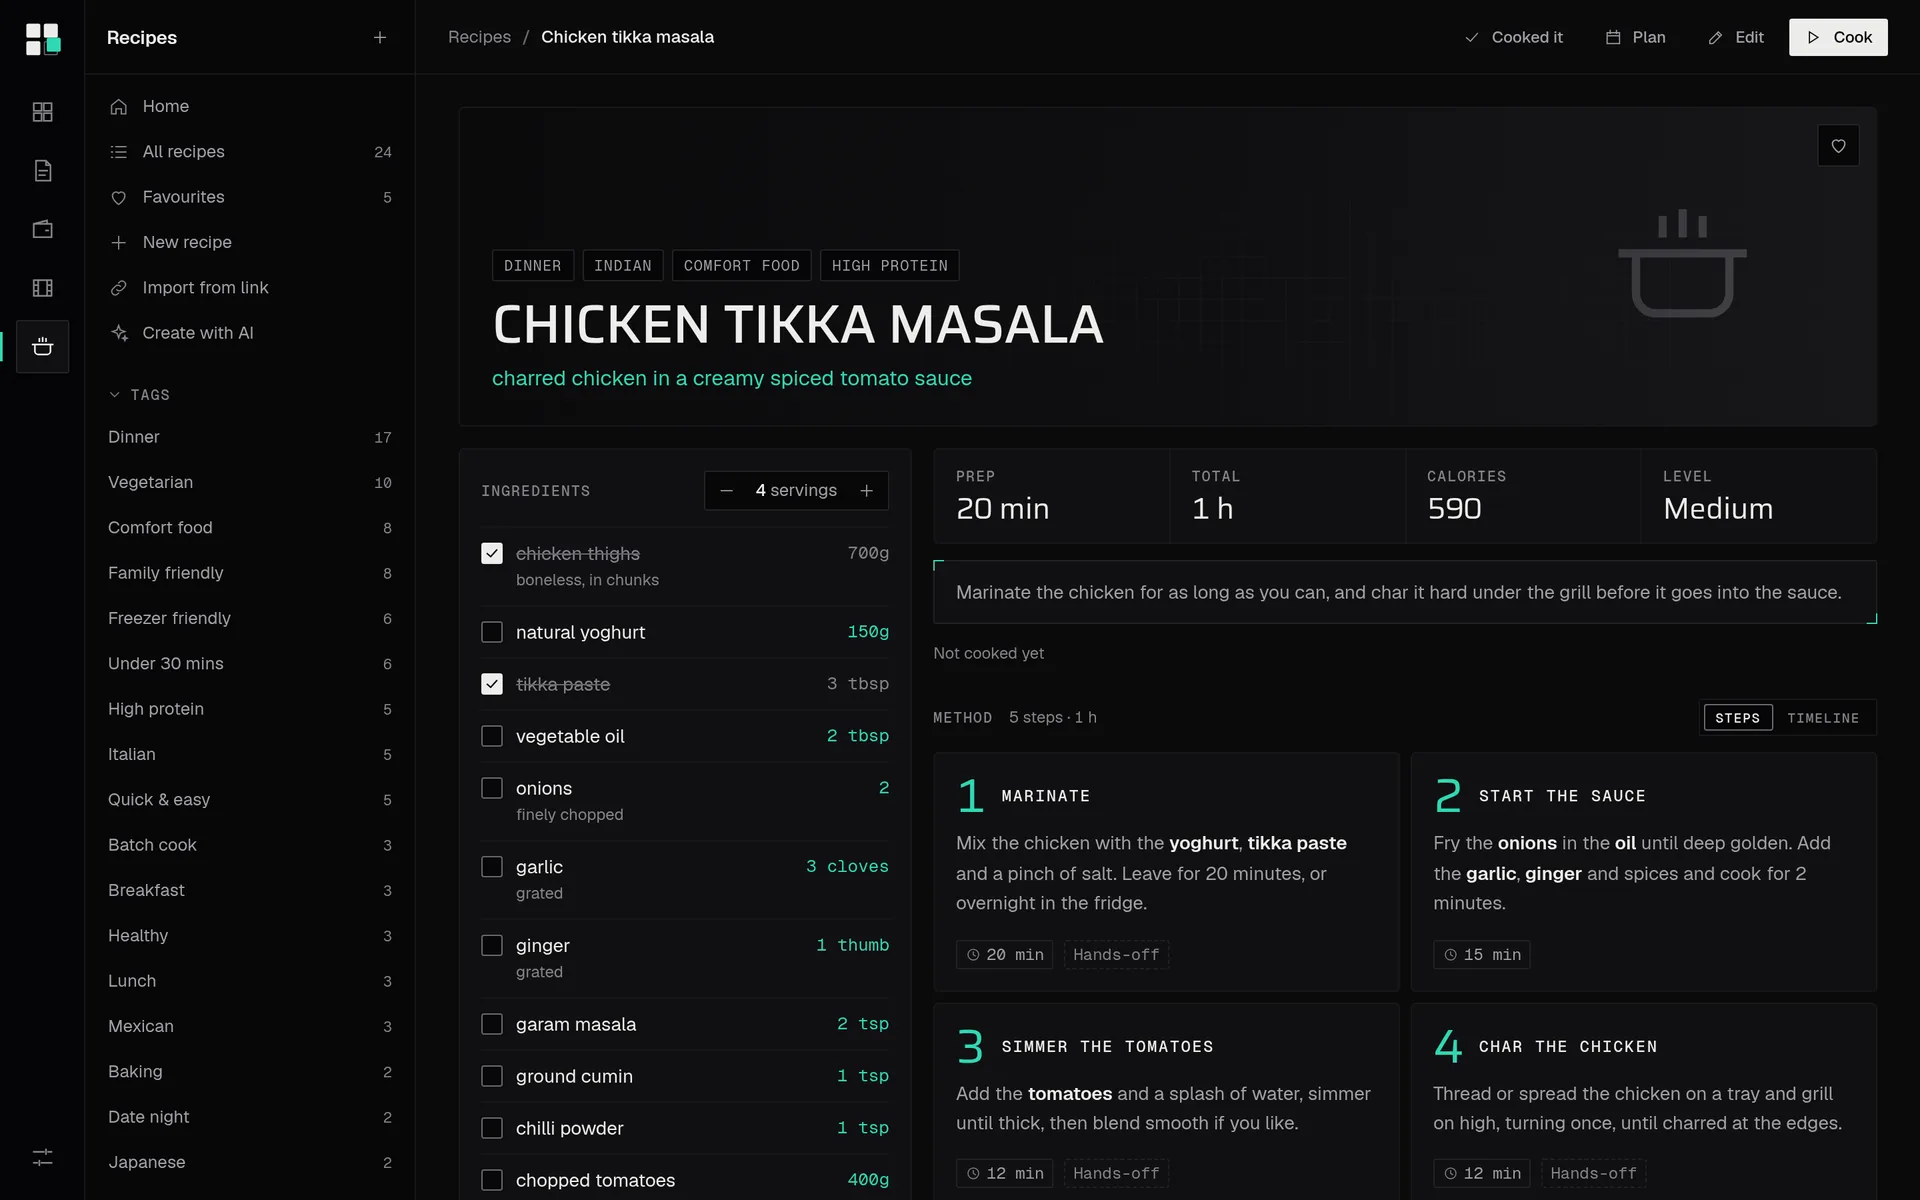 Recipes
Home
All recipes 24
Favourites 5
New recipe
Import from link
Create with AI
TAGS
Dinner 17
Vegetarian 10
Comfort food 8
Family friendly 8
Freezer friendly 6
Under 30 mins 6
High protein 5
Italian 5
Quick & easy 5
Batch cook 3
Breakfast 3
Healthy 3
Lunch 3
Mexican 3
Baking 2
Date night 2
Japanese 2
Recipes / Chicken tikka masala
Cooked it
Plan
Edit
Cook
DINNER INDIAN COMFORT FOOD HIGH PROTEIN
CHICKEN TIKKA MASALA
charred chicken in a creamy spiced tomato sauce
INGREDIENTS
4 servings
chicken thighs 700g
boneless, in chunks
natural yoghurt 150g
tikka paste 3 tbsp
vegetable oil 2 tbsp
onions 2
finely chopped
garlic 3 cloves
grated
ginger 1 thumb
grated
garam masala 2 tsp
ground cumin 1 tsp
chilli powder 1 tsp
chopped tomatoes 400g
PREP
20 min
TOTAL
1 h
CALORIES
590
LEVEL
Medium
Marinate the chicken for as long as you can, and char it hard under the grill before it goes into the sauce.
Not cooked yet
METHOD 5 steps · 1 h
STEPS TIMELINE
1 MARINATE
Mix the chicken with the yoghurt, tikka paste
and a pinch of salt. Leave for 20 minutes, or
overnight in the fridge.
20 min Hands-off
2 START THE SAUCE
Fry the onions in the oil until deep golden. Add
the garlic, ginger and spices and cook for 2
minutes.
15 min
3 SIMMER THE TOMATOES
Add the tomatoes and a splash of water, simmer
until thick, then blend smooth if you like.
12 min Hands-off
4 CHAR THE CHICKEN
Thread or spread the chicken on a tray and grill
on high, turning once, until charred at the edges.
12 min Hands-off